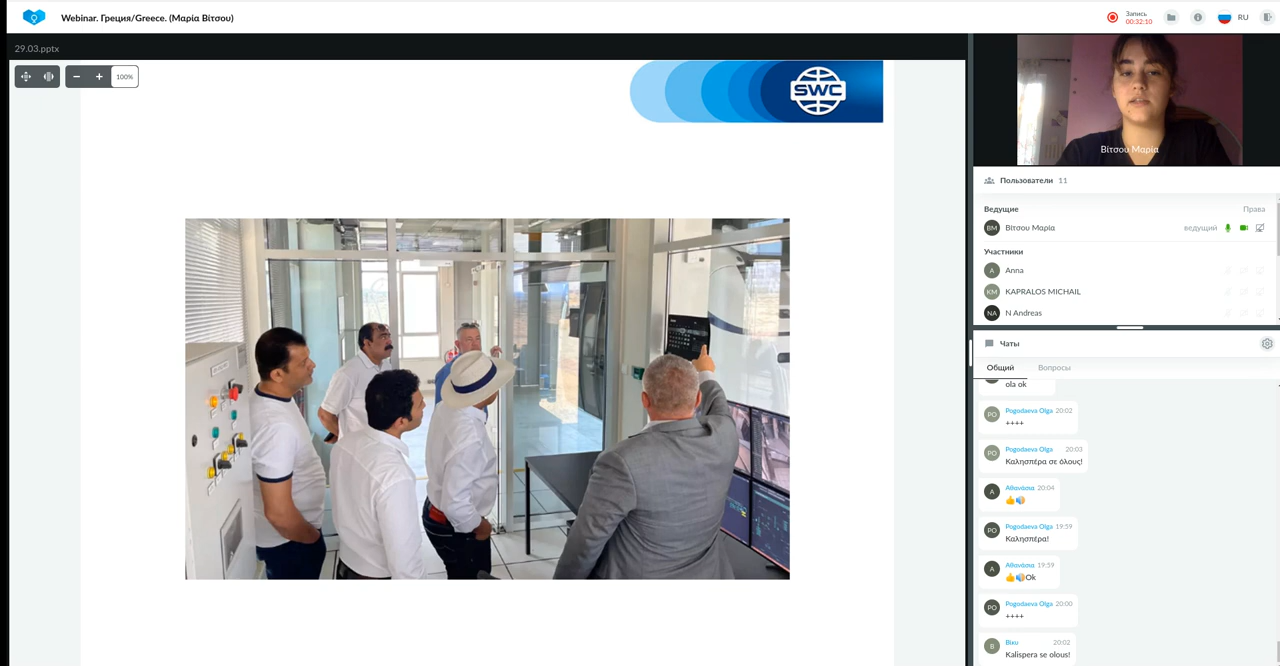 Webinar. Греция/Greece. (Μαρία Βίτσου)
Запись
00:32:10
RU
29.03.pptx
100%
SWC
Βίτσου Μαρία
Пользователи 11
Ведущие Права
ΒΜ Βίτσου Μαρία ведущий
Участники
A Anna
KM KAPRALOS MICHAIL
NA N Andreas
Чаты
Общий Вопросы
ola ok
PO Pogodaeva Olga 20:02
++++
PO Pogodaeva Olga 20:03
Καλησπέρα σε όλους!
Α Αθανάσια 20:04
👍
PO Pogodaeva Olga 19:59
Καλησπέρα!
Α Αθανάσια 19:59
👍Ok
PO Pogodaeva Olga 20:00
++++
B Bixu 20:02
Kalispera se olous!